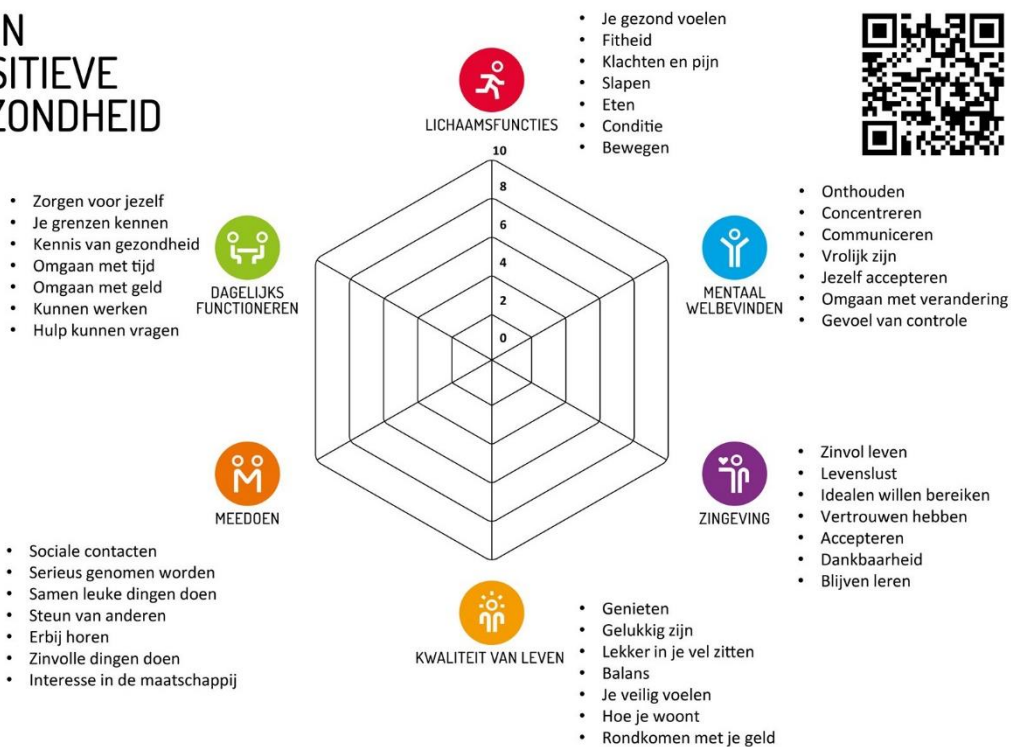 N
SITIEVE
ZONDHEID
LICHAAMSFUNCTIES
• Je gezond voelen
• Fitheid
• Klachten en pijn
• Slapen
• Eten
• Conditie
• Bewegen
10
8
6
4
2
0
• Zorgen voor jezelf
• Je grenzen kennen
• Kennis van gezondheid
• Omgaan met tijd
• Omgaan met geld
• Kunnen werken
• Hulp kunnen vragen
DAGELIJKS
FUNCTIONEREN
MENTAAL
WELBEVINDEN
• Onthouden
• Concentreren
• Communiceren
• Vrolijk zijn
• Jezelf accepteren
• Omgaan met verandering
• Gevoel van controle
MEEDOEN
• Sociale contacten
• Serieus genomen worden
• Samen leuke dingen doen
• Steun van anderen
• Erbij horen
• Zinvolle dingen doen
• Interesse in de maatschappij
ZINGEVING
• Zinvol leven
• Levenslust
• Idealen willen bereiken
• Vertrouwen hebben
• Accepteren
• Dankbaarheid
• Blijven leren
KWALITEIT VAN LEVEN
• Genieten
• Gelukkig zijn
• Lekker in je vel zitten
• Balans
• Je veilig voelen
• Hoe je woont
• Rondkomen met je geld